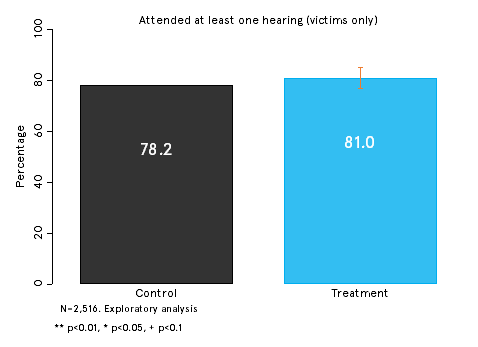 Attended at least one hearing (victims only)
Percentage
100
80
60
40
20
0
78.2
81.0
Control
Treatment
N=2,516. Exploratory analysis
** p<0.01, * p<0.05, + p<0.1